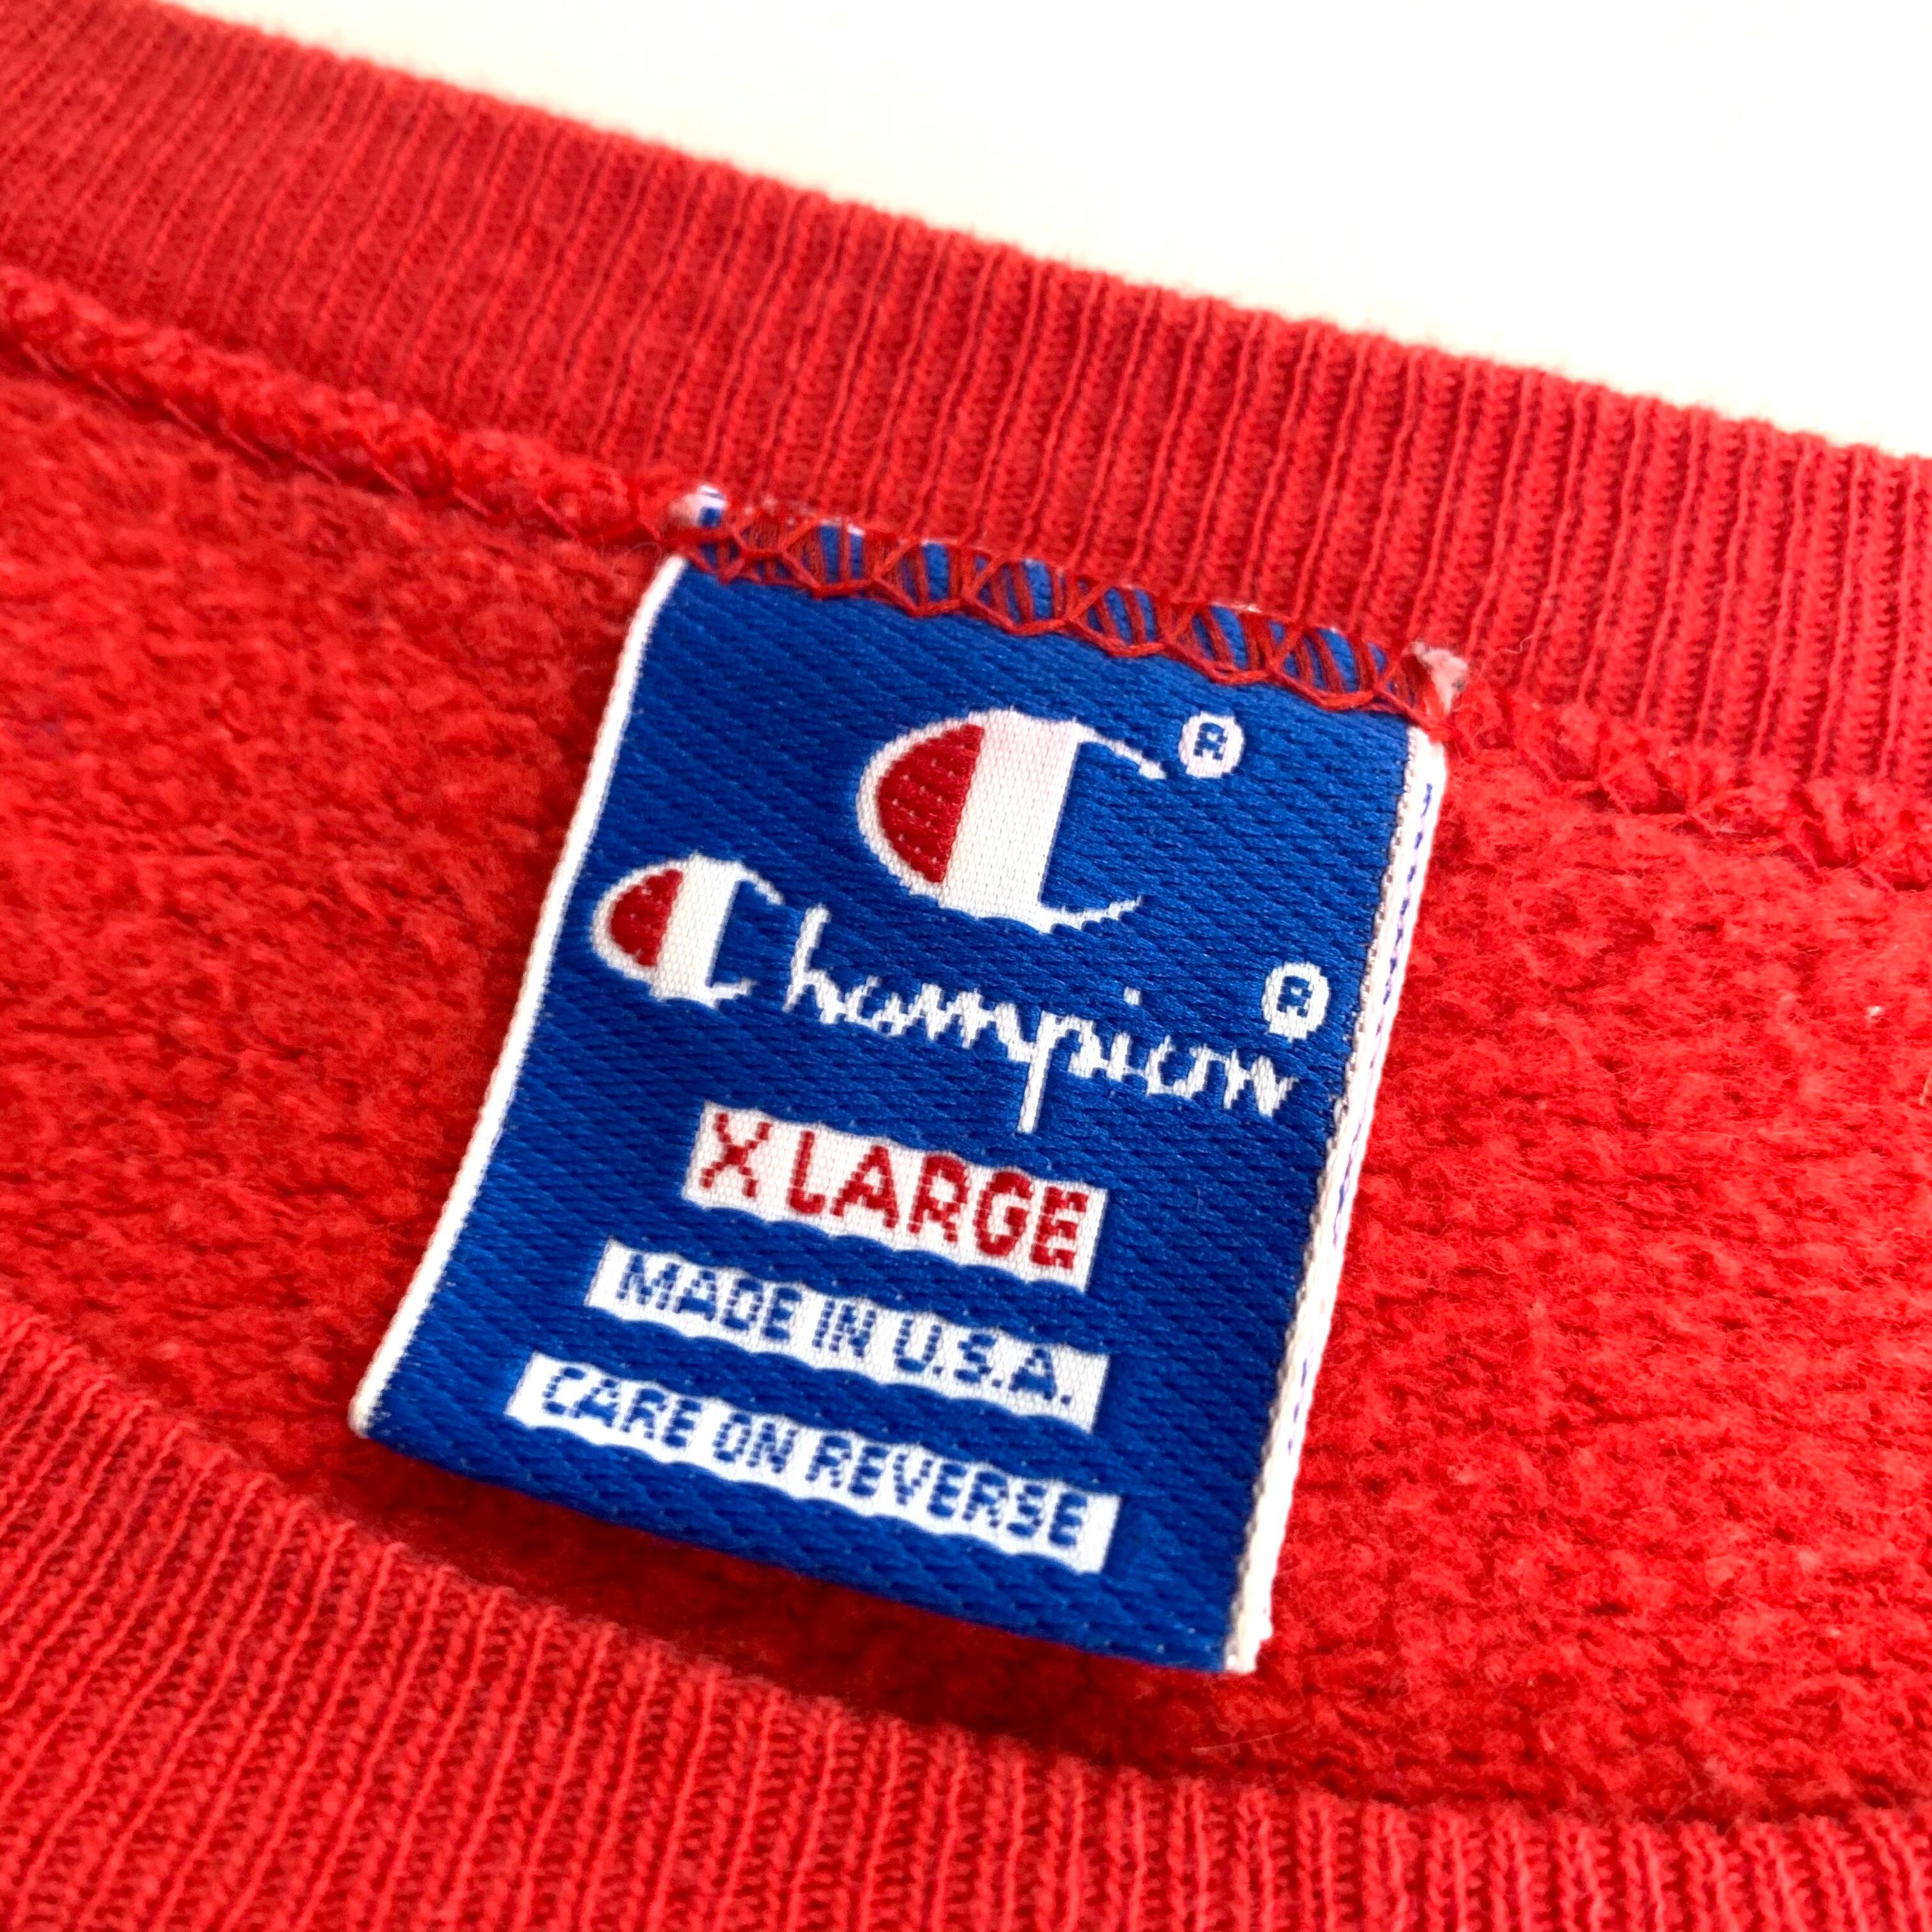 C®
Champion®
X LARGE
MADE IN U.S.A.
CARE ON REVERSE